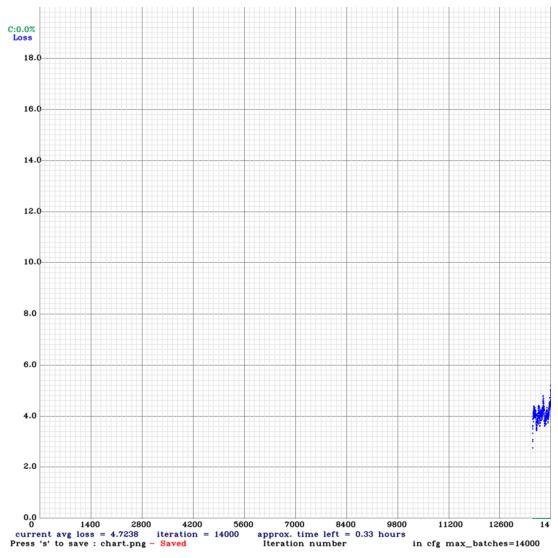 C:0.0%
Loss
18.0
16.0
14.0
12.0
10.0
8.0
6.0
4.0
2.0
0.0
0 1400 2800 4200 5600 7000 8400 9800 11200 12600 14
current avg loss = 4.7238 iteration = 14000 approx. time left = 0.33 hours
Press 's' to save : chart.png - Saved Iteration number in cfg max_batches=14000